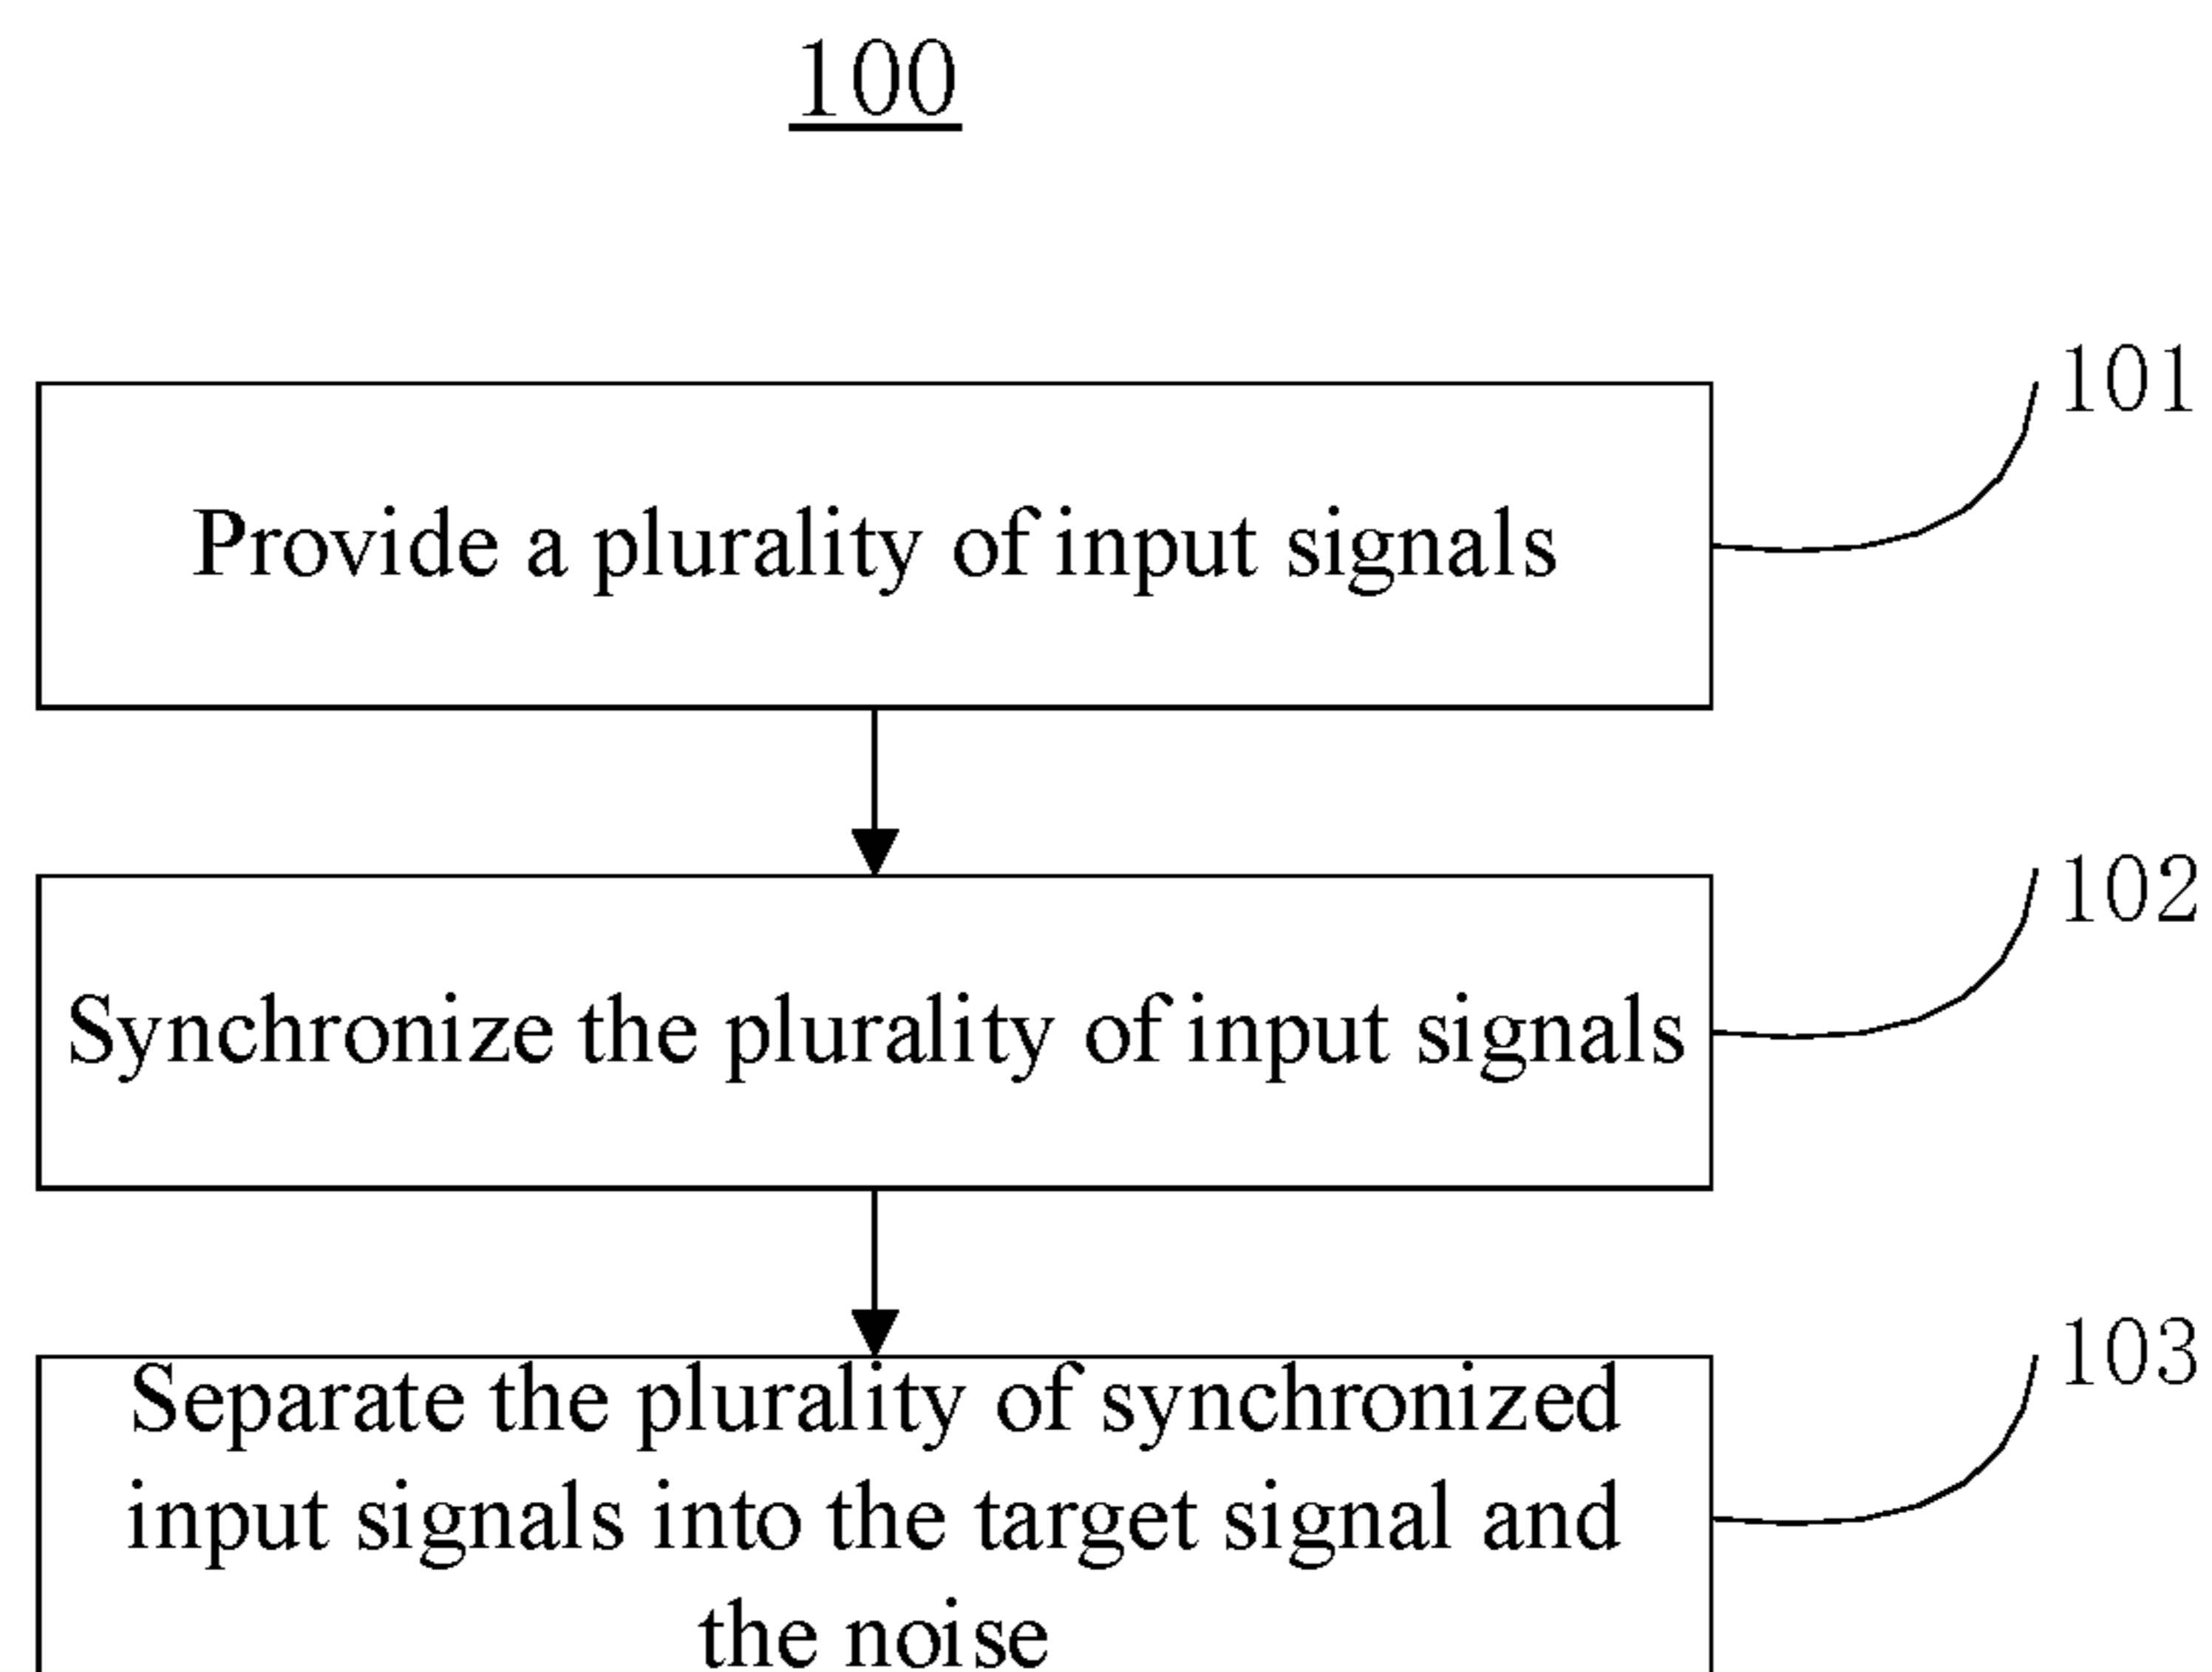 100
101
Provide a plurality of input signals
102
Synchronize the plurality of input signals
103
Separate the plurality of synchronized
input signals into the target signal and
the noise